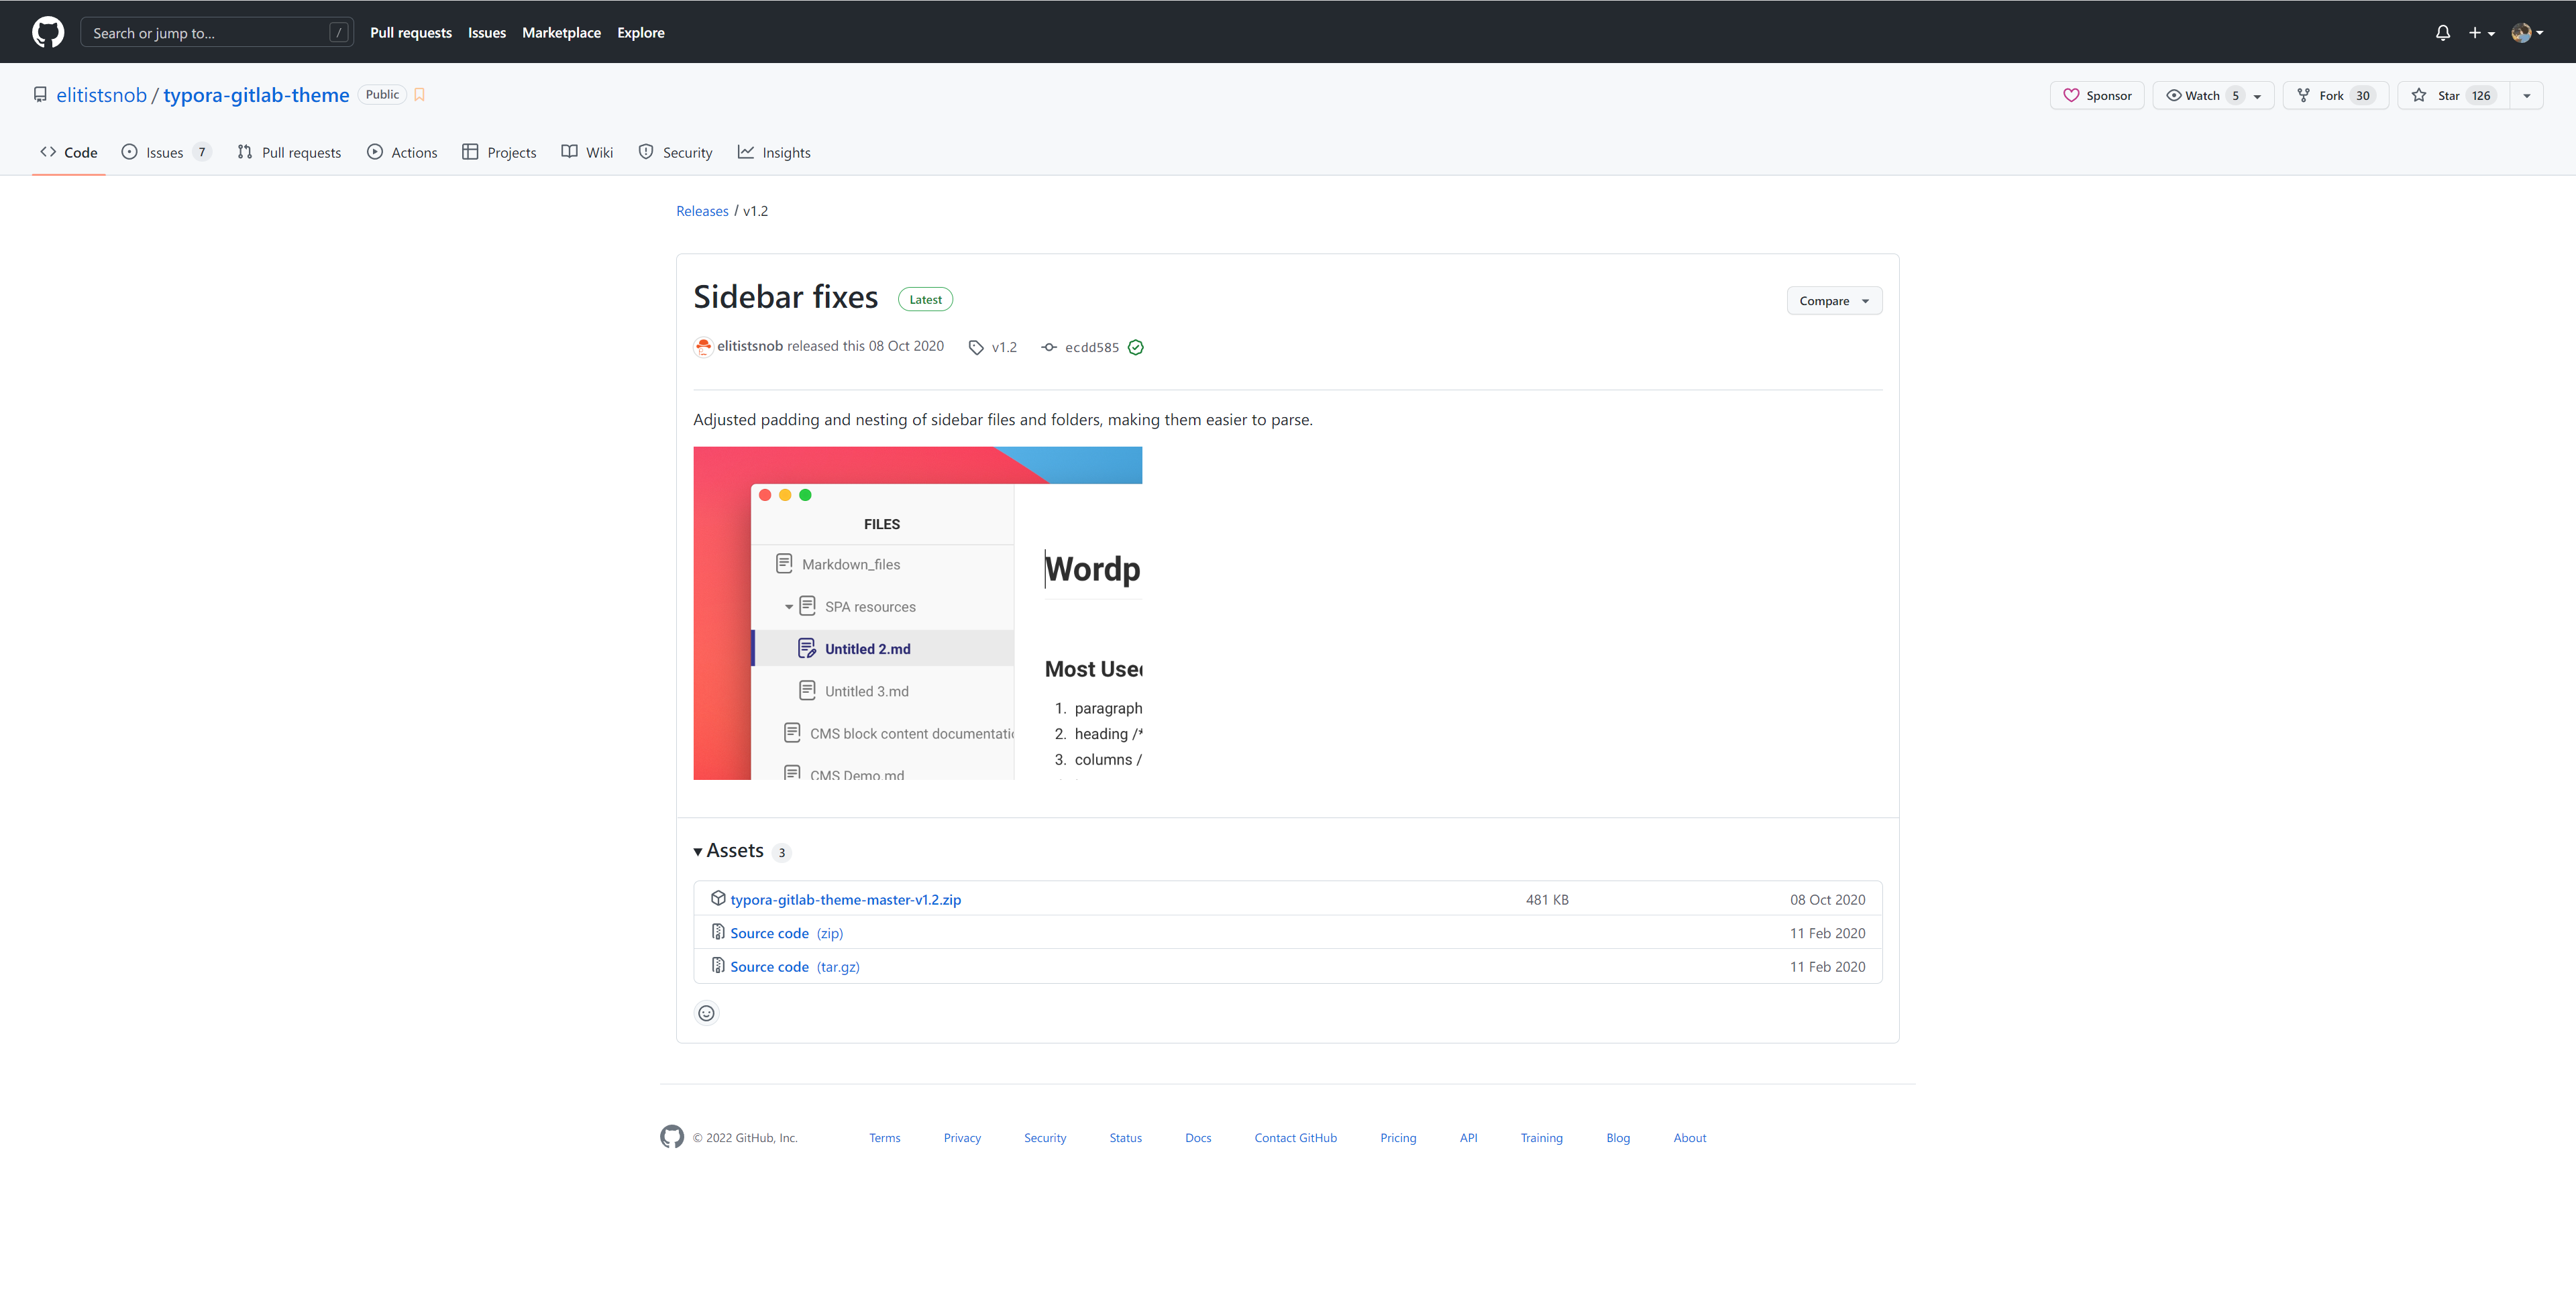 Search or jump to... /
Pull requests Issues Marketplace Explore
elitistsnob / typora-gitlab-theme Public
Sponsor Watch 5 Fork 30 Star 126
Code Issues 7 Pull requests Actions Projects Wiki Security Insights
Releases / v1.2
Sidebar fixes Latest
Compare
elitistsnob released this 08 Oct 2020 v1.2 ecdd585
Adjusted padding and nesting of sidebar files and folders, making them easier to parse.
FILES
Markdown_files
SPA resources
Untitled 2.md
Untitled 3.md
CMS block content documentatio
CMS Demo.md
Wordp
Most Used
1. paragraph
2. heading /*
3. columns /
Assets 3
typora-gitlab-theme-master-v1.2.zip 481 KB 08 Oct 2020
Source code (zip) 11 Feb 2020
Source code (tar.gz) 11 Feb 2020
© 2022 GitHub, Inc. Terms Privacy Security Status Docs Contact GitHub Pricing API Training Blog About